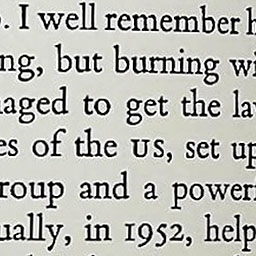 . I well remember h
ng, but burning wi
naged to get the la
es of the US, set up
roup and a power
ually, in 1952, help